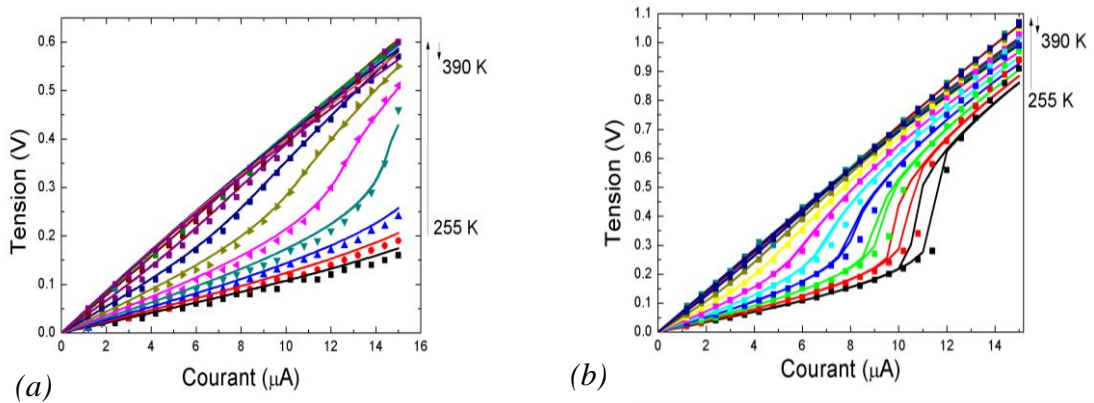 0.6
0.5
0.4
0.3
0.2
0.1
0.0
0 2 4 6 8 10 12 14 16
Tension (V)
Courant (μA)
390 K
255 K
(a)
1.1
1.0
0.9
0.8
0.7
0.6
0.5
0.4
0.3
0.2
0.1
0.0
0 2 4 6 8 10 12 14
Tension (V)
Courant (μA)
390 K
255 K
(b)